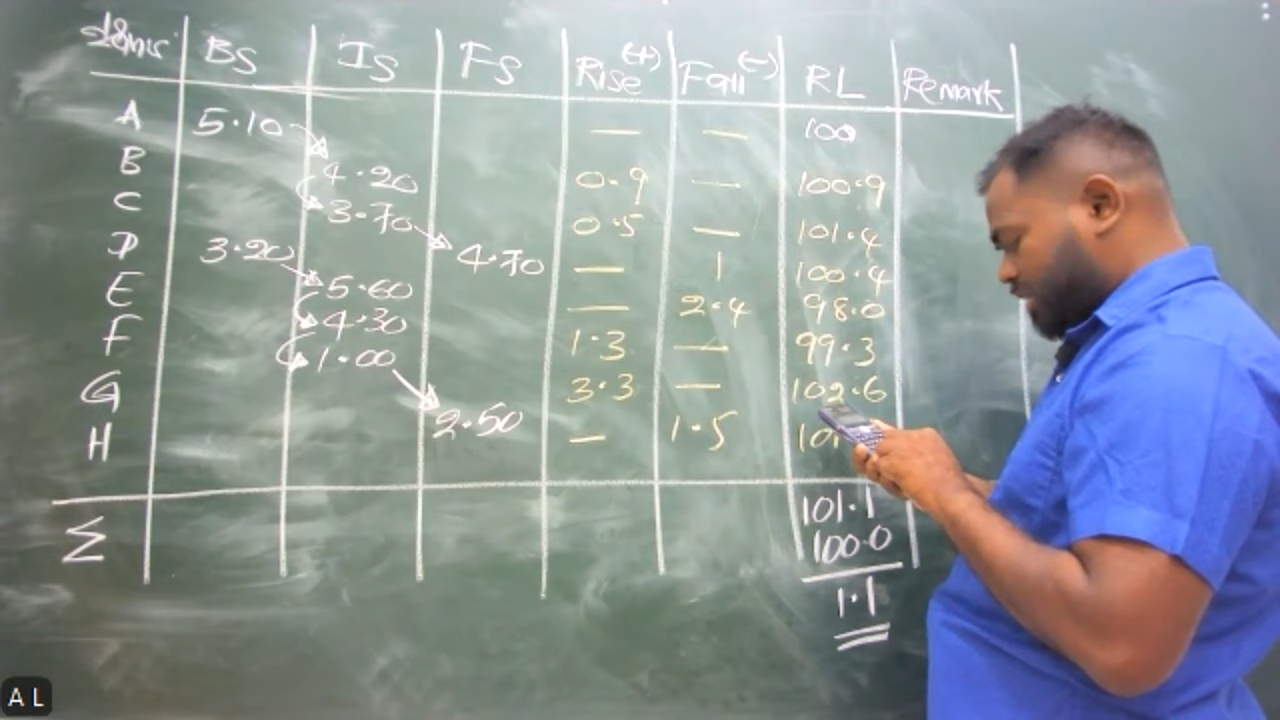 BS IS FS Rise (+) Fall (-) RL Remark
A 5.10 — — 100
B 4.20 0.9 — 100.9
C 3.70 0.5 — 101.4
D 3.20 4.70 — 1 100.4
E 5.60 — 2.4 98.0
F 4.30 1.3 — 99.3
G 1.00 3.3 — 102.6
H 2.50 — 1.5
Σ 101.1
100.0
1.1
A L